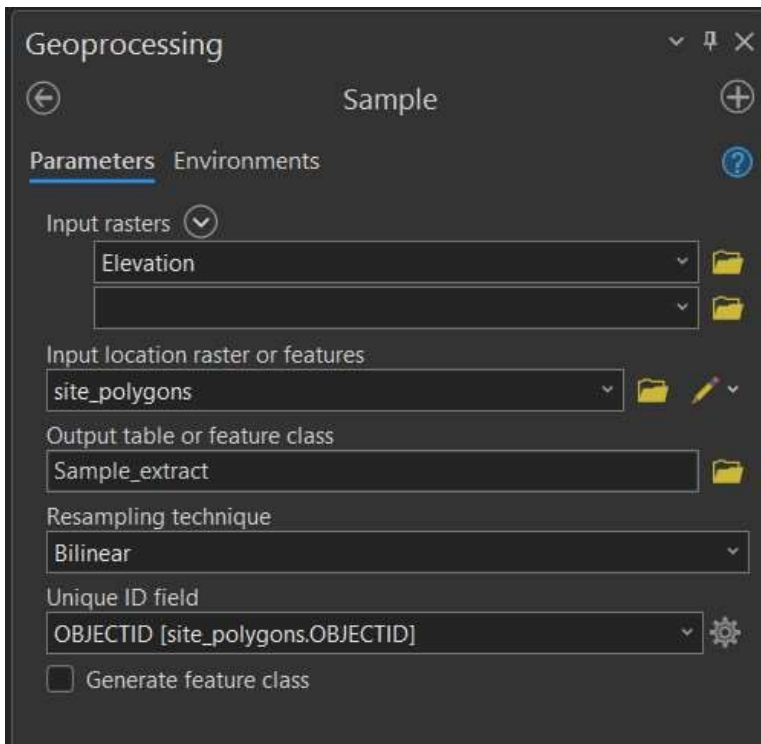 Geoprocessing
Sample
Parameters Environments
Input rasters
Elevation
Input location raster or features
site_polygons
Output table or feature class
Sample_extract
Resampling technique
Bilinear
Unique ID field
OBJECTID [site_polygons.OBJECTID]
Generate feature class